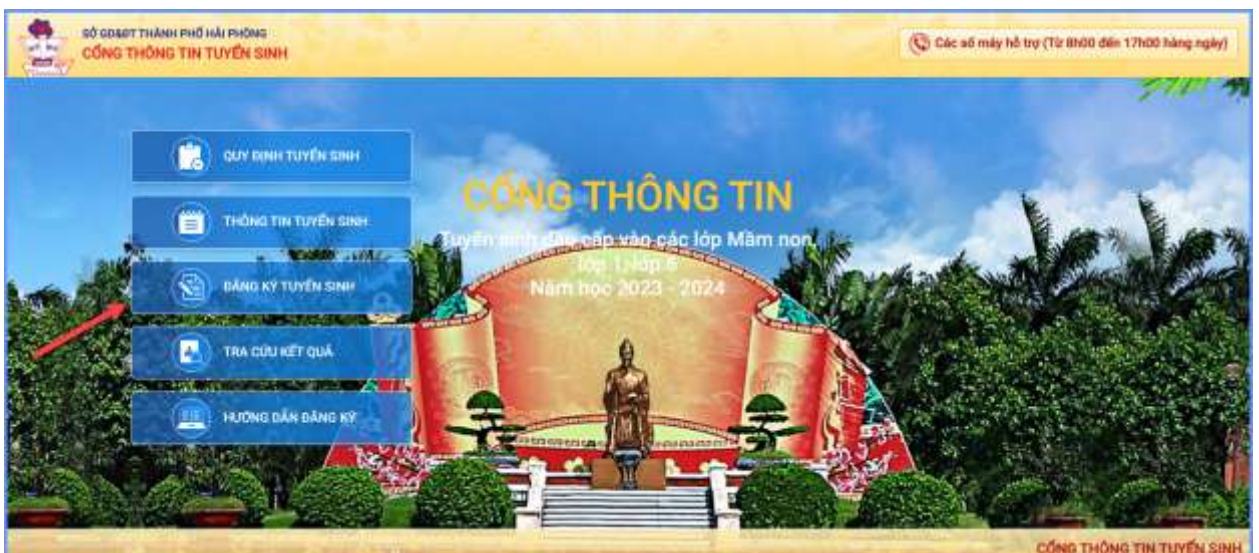 SỞ GD&ĐT THÀNH PHỐ HẢI PHÒNG
CỔNG THÔNG TIN TUYỂN SINH
Các số máy hỗ trợ (Từ 8h00 đến 17h00 hàng ngày)
QUY ĐỊNH TUYỂN SINH
THÔNG TIN TUYỂN SINH
ĐĂNG KÝ TUYỂN SINH
TRA CỨU KẾT QUẢ
HƯỚNG DẪN ĐĂNG KÝ
CỔNG THÔNG TIN
Tuyển sinh đầu cấp vào các lớp Mầm non,
lớp 1, lớp 6
Năm học 2023 - 2024
CỔNG THÔNG TIN TUYỂN SINH